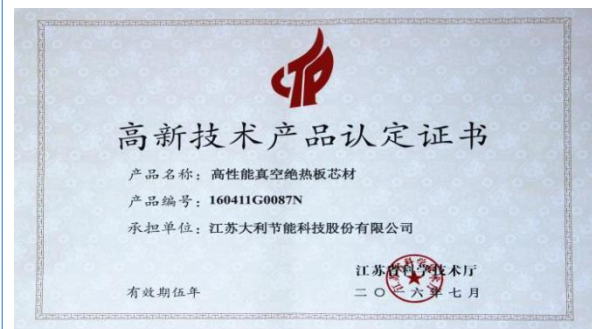 高新技术产品认定证书
产品名称：高性能真空绝热板芯材
产品编号：160411G0087N
承担单位：江苏大利节能科技股份有限公司
江苏省科学技术厅
有效期伍年
二〇一六年七月